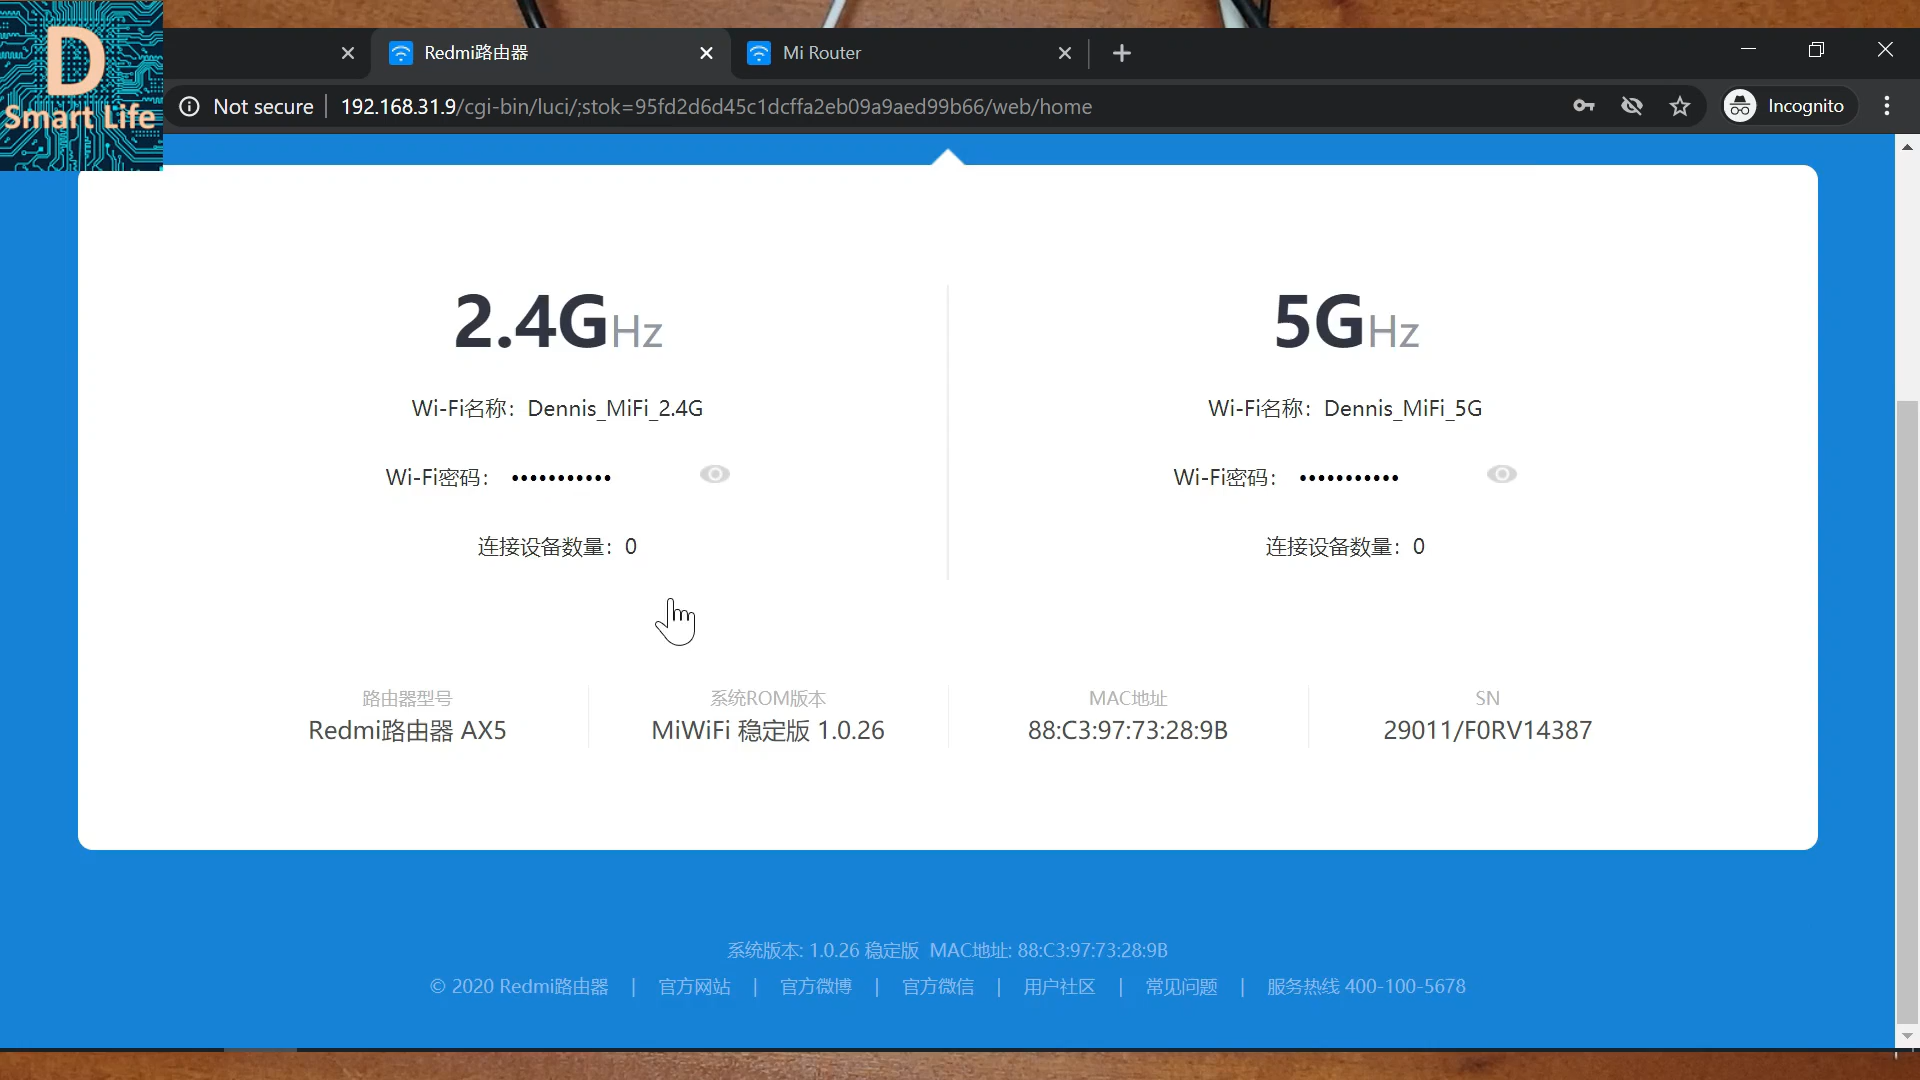 D
Smart Life
Redmi路由器
Mi Router
Not secure
192.168.31.9/cgi-bin/luci/;stok=95fd2d6d45c1dcffa2eb09a9aed99b66/web/home
Incognito
2.4GHz
Wi-Fi名称：Dennis_MiFi_2.4G
Wi-Fi密码： •••••••••••
连接设备数量：0
5GHz
Wi-Fi名称：Dennis_MiFi_5G
Wi-Fi密码： •••••••••••
连接设备数量：0
路由器型号
Redmi路由器 AX5
系统ROM版本
MiWiFi 稳定版 1.0.26
MAC地址
88:C3:97:73:28:9B
SN
29011/F0RV14387
系统版本: 1.0.26 稳定版 MAC地址: 88:C3:97:73:28:9B
© 2020 Redmi路由器 | 官方网站 | 官方微博 | 官方微信 | 用户社区 | 常见问题 | 服务热线 400-100-5678